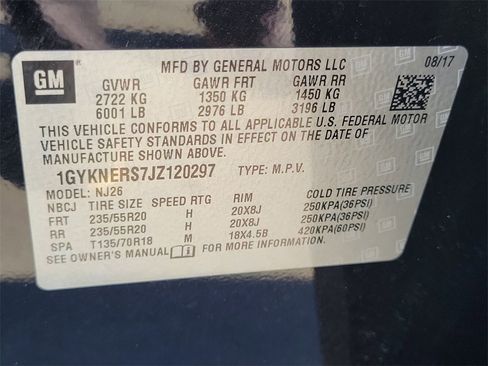 GM
MFD BY GENERAL MOTORS LLC 08/17
GVWR GAWR FRT GAWR RR
2722 KG 1350 KG 1450 KG
6001 LB 2976 LB 3196 LB
THIS VEHICLE CONFORMS TO ALL APPLICABLE U.S. FEDERAL MOTOR
VEHICLE SAFETY STANDARDS IN EFFECT ON THE DATE OF
MANUFACTURE SHOWN ABOVE.
1GYKNERS7JZ120297 TYPE: M.P.V.
MODEL: NJ26
NBCJ TIRE SIZE SPEED RTG RIM COLD TIRE PRESSURE
FRT 235/55R20 H 20X8J 250KPA(36PSI)
RR 235/55R20 H 20X8J 250KPA(36PSI)
SPA T135/70R18 M 18X4.5B 420KPA(60PSI)
SEE OWNER'S MANUAL FOR MORE INFORMATION.